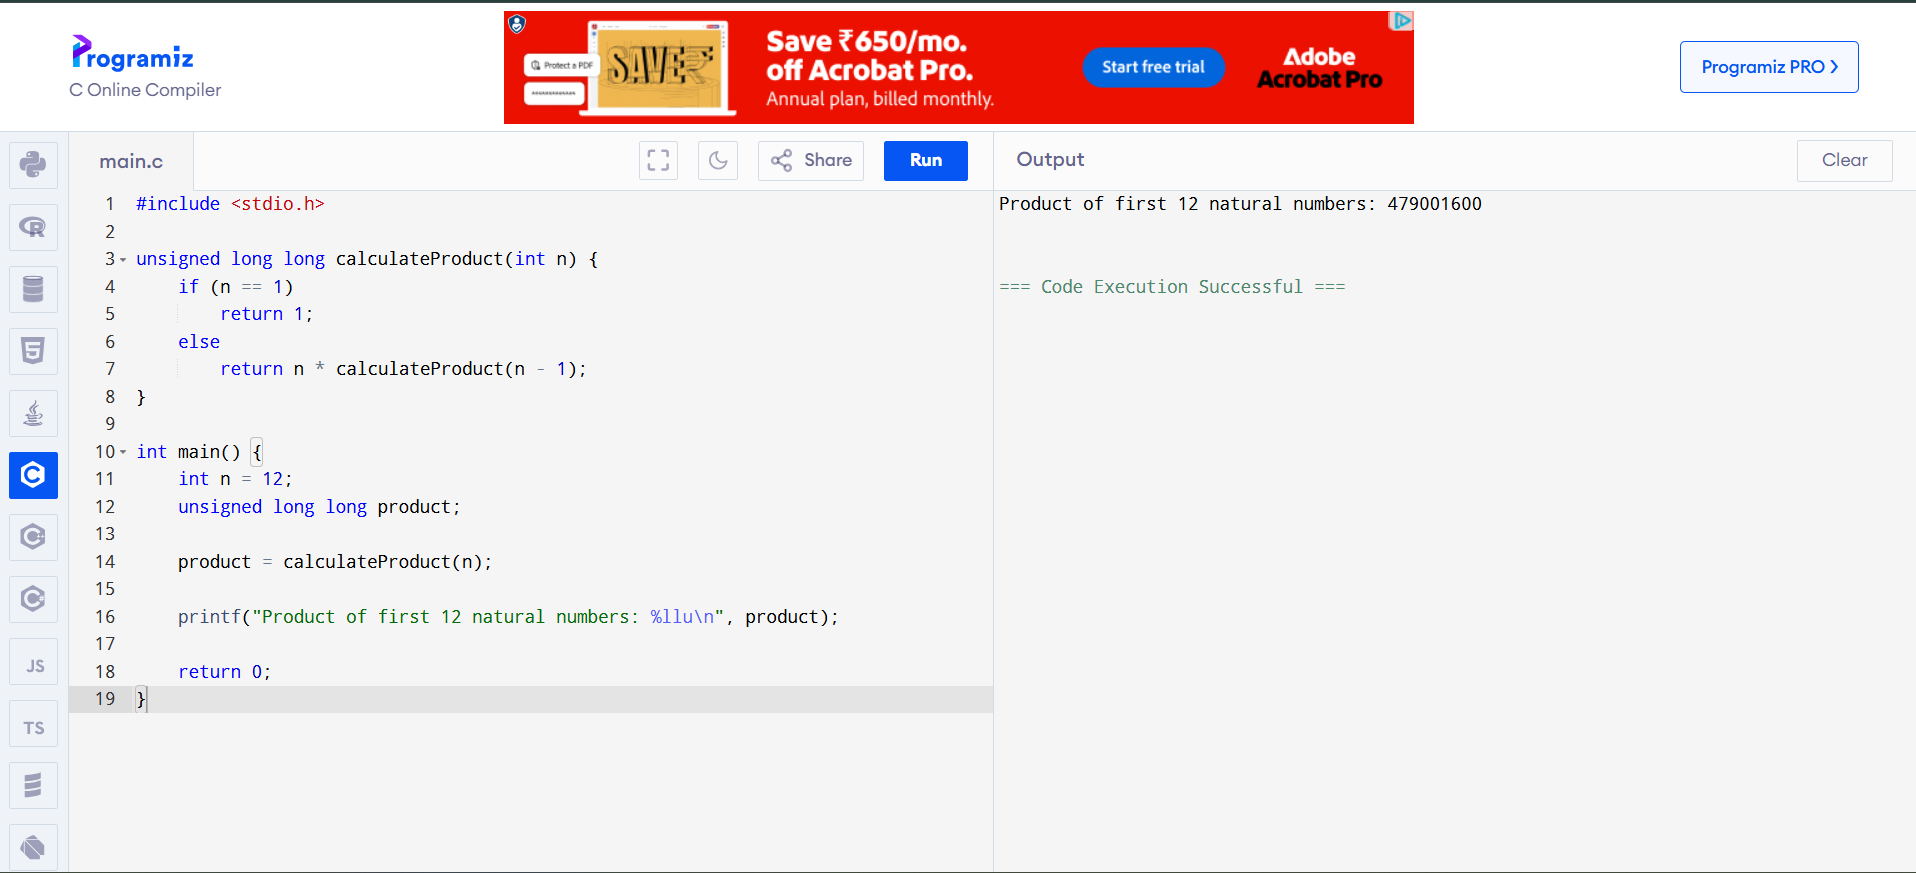 Programiz
C Online Compiler
Protect a PDF
SAVE
Save ₹650/mo.
off Acrobat Pro.
Annual plan, billed monthly.
Start free trial
Adobe
Acrobat Pro
Programiz PRO ›
main.c
Share
Run
Output
Clear
1 #include <stdio.h>
2
3 unsigned long long calculateProduct(int n) {
4     if (n == 1)
5         return 1;
6     else
7         return n * calculateProduct(n - 1);
8 }
9
10 int main() {
11     int n = 12;
12     unsigned long long product;
13
14     product = calculateProduct(n);
15
16     printf("Product of first 12 natural numbers: %llu\n", product);
17
18     return 0;
19 }
Product of first 12 natural numbers: 479001600
=== Code Execution Successful ===
R
5
C
JS
TS